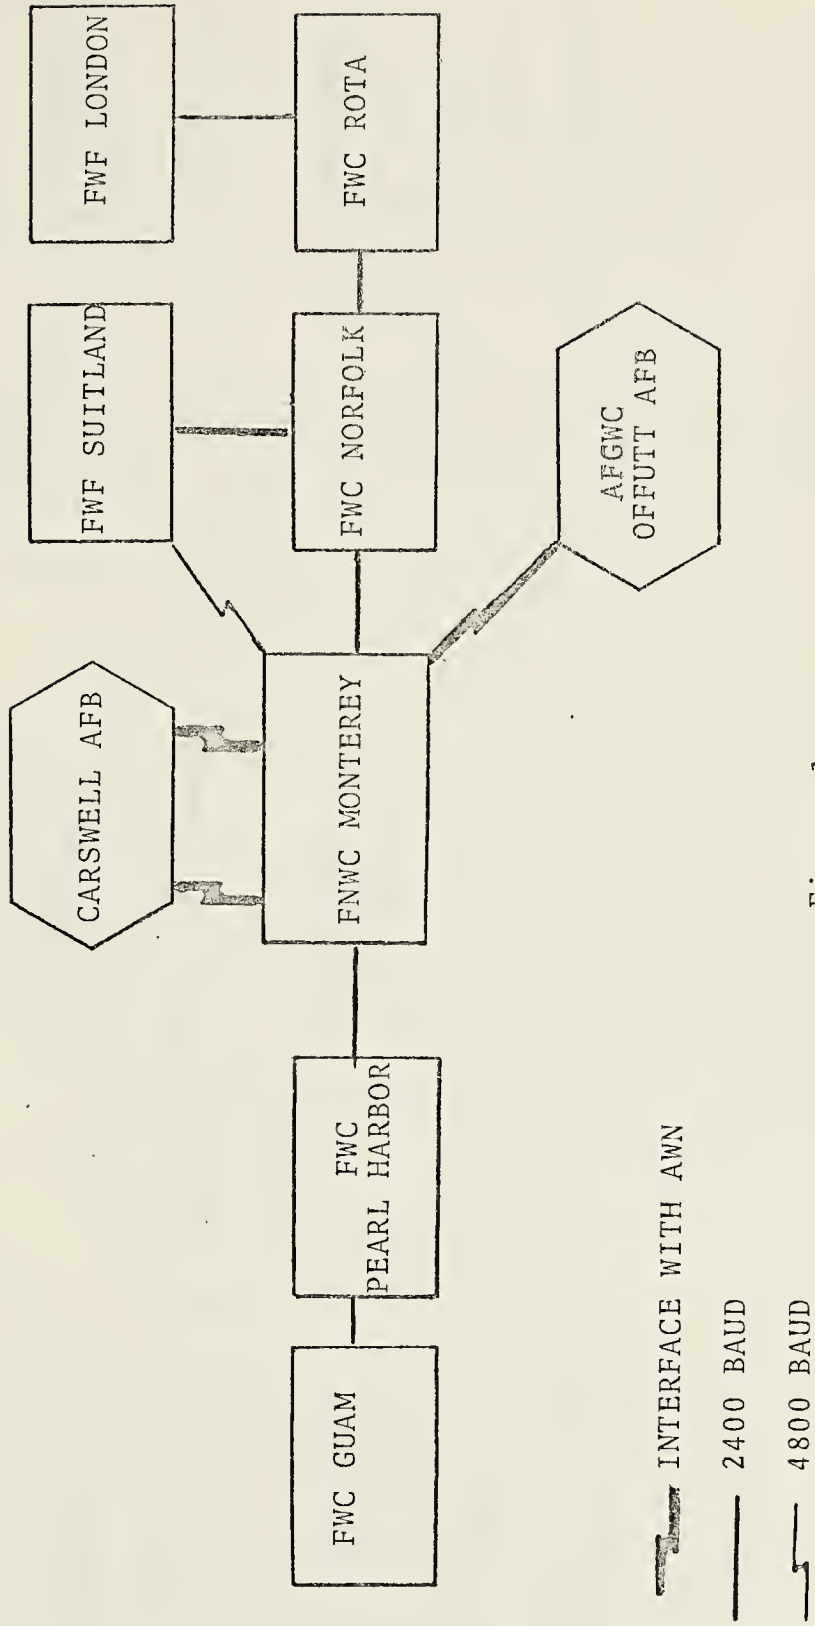 FWF LONDON
FWC ROTA
FWF SUITLAND
FWC NORFOLK
AFGWC
OFFUTT AFB
CARSWELL AFB
FNWC MONTEREY
FWC
PEARL HARBOR
FWC GUAM
INTERFACE WITH AWN
2400 BAUD
4800 BAUD